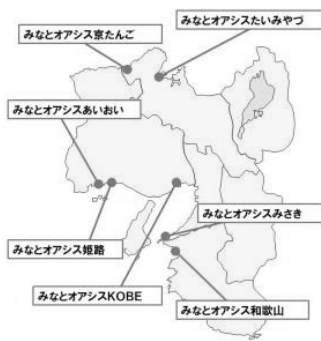 みなとオアシスたいみやづ
みなとオアシス京たんご
みなとオアシスあいおい
みなとオアシスみさき
みなとオアシス姫路
みなとオアシスKOBE
みなとオアシス和歌山